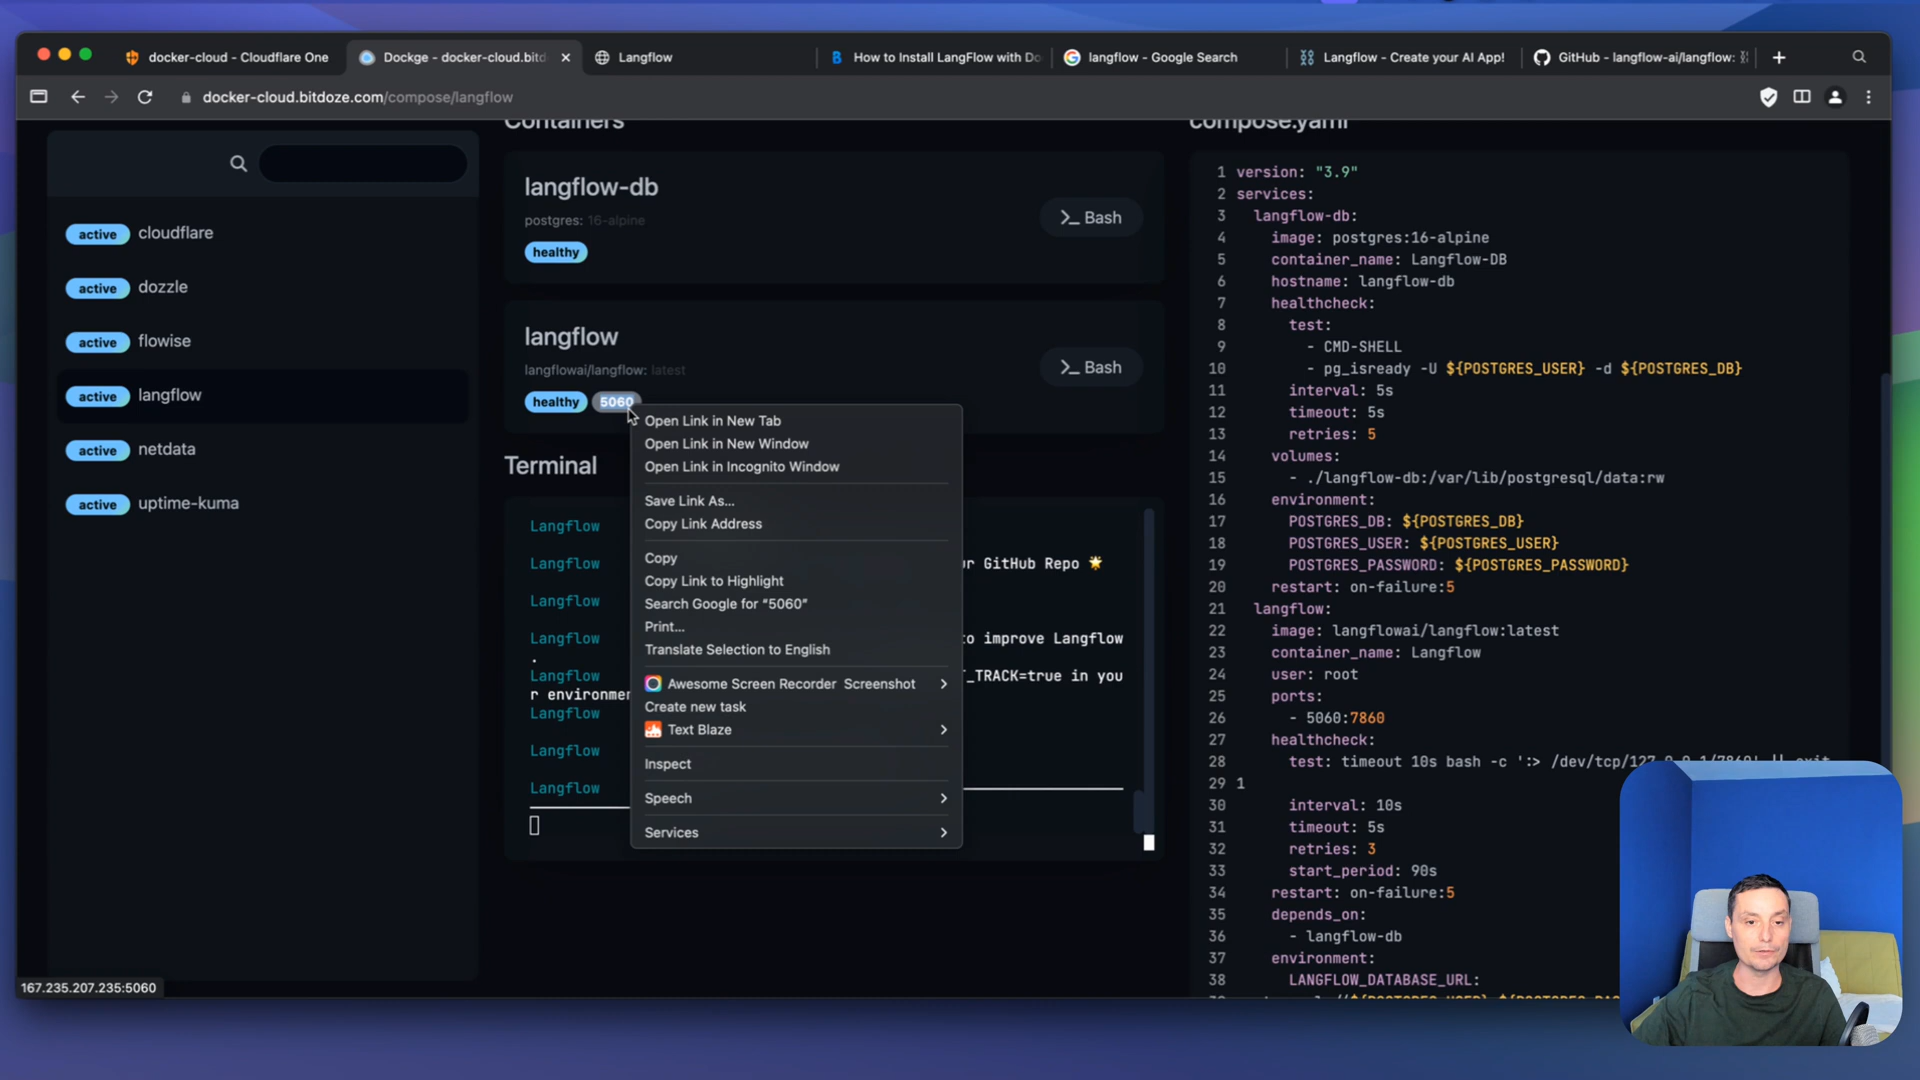 docker-cloud - Cloudflare One
Dockge - docker-cloud.bitd
Langflow
How to Install LangFlow with Do
langflow - Google Search
Langflow - Create your AI App!
GitHub - langflow-ai/langflow:
docker-cloud.bitdoze.com/compose/langflow
Containers
compose.yaml
active cloudflare
active dozzle
active flowise
active langflow
active netdata
active uptime-kuma
langflow-db
postgres: 16-alpine
healthy
>_ Bash
langflow
langflowai/langflow: latest
healthy 5060
>_ Bash
Terminal
Langflow
Langflow r GitHub Repo
Langflow
Langflow to improve Langflow
.
Langflow T_TRACK=true in you
r environmen
Langflow
Langflow
Langflow
Open Link in New Tab
Open Link in New Window
Open Link in Incognito Window
Save Link As...
Copy Link Address
Copy
Copy Link to Highlight
Search Google for “5060”
Print...
Translate Selection to English
Awesome Screen Recorder Screenshot
Create new task
Text Blaze
Inspect
Speech
Services
1 version: "3.9"
2 services:
3 langflow-db:
4 image: postgres:16-alpine
5 container_name: Langflow-DB
6 hostname: langflow-db
7 healthcheck:
8 test:
9 - CMD-SHELL
10 - pg_isready -U ${POSTGRES_USER} -d ${POSTGRES_DB}
11 interval: 5s
12 timeout: 5s
13 retries: 5
14 volumes:
15 - ./langflow-db:/var/lib/postgresql/data:rw
16 environment:
17 POSTGRES_DB: ${POSTGRES_DB}
18 POSTGRES_USER: ${POSTGRES_USER}
19 POSTGRES_PASSWORD: ${POSTGRES_PASSWORD}
20 restart: on-failure:5
21 langflow:
22 image: langflowai/langflow:latest
23 container_name: Langflow
24 user: root
25 ports:
26 - 5060:7860
27 healthcheck:
28 test: timeout 10s bash -c ':> /dev/tcp/127.0.0.1/7860' || exit
29 1
30 interval: 10s
31 timeout: 5s
32 retries: 3
33 start_period: 90s
34 restart: on-failure:5
35 depends_on:
36 - langflow-db
37 environment:
38 LANGFLOW_DATABASE_URL:
167.235.207.235:5060